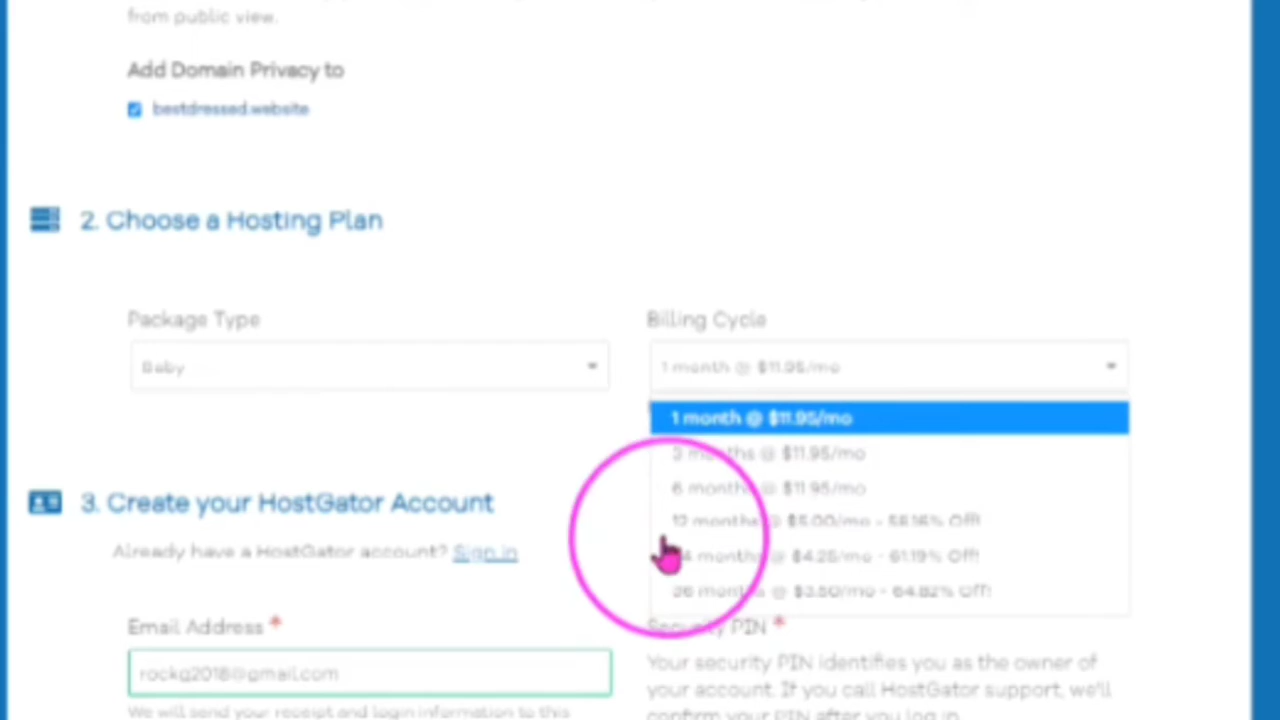 from public view.
Add Domain Privacy to
bestdressed.website
2. Choose a Hosting Plan
Package Type
Billing Cycle
Baby
1 month @ $11.95/mo
1 month @ $11.95/mo
3 months @ $11.95/mo
6 months @ $11.95/mo
12 months @ $5.00/mo - 58.16% Off!
4 months @ $4.25/mo - 61.19% Off!
36 months @ $3.50/mo - 64.82% Off!
3. Create your HostGator Account
Already have a HostGator account? Sign in
Email Address *
Security PIN *
rockg2018@gmail.com
Your security PIN identifies you as the owner of
your account. If you call HostGator support, we'll
confirm your PIN after you log in.
We will send your receipt and login information to this